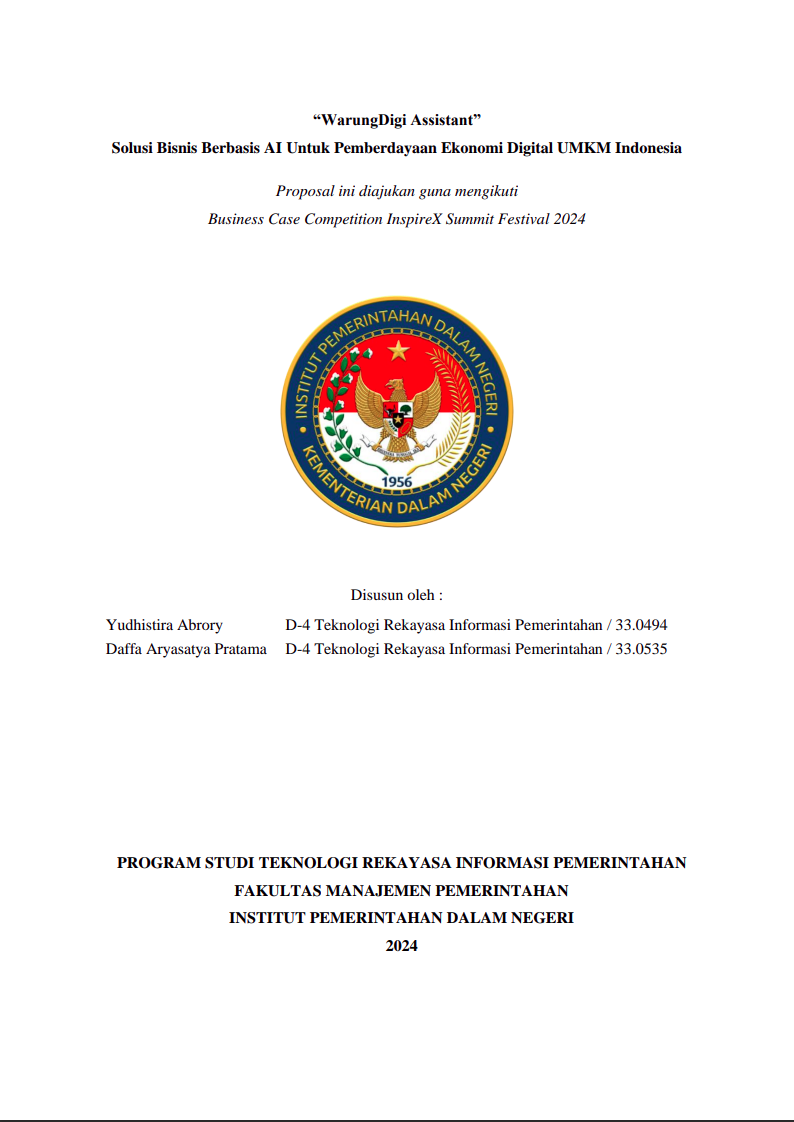 “WarungDigi Assistant”
Solusi Bisnis Berbasis AI Untuk Pemberdayaan Ekonomi Digital UMKM Indonesia
Proposal ini diajukan guna mengikuti
Business Case Competition InspireX Summit Festival 2024
INSTITUT PEMERINTAHAN DALAM NEGERI
1956
KEMENTERIAN DALAM NEGERI
Disusun oleh :
Yudhistira Abrory D-4 Teknologi Rekayasa Informasi Pemerintahan / 33.0494
Daffa Aryasatya Pratama D-4 Teknologi Rekayasa Informasi Pemerintahan / 33.0535
PROGRAM STUDI TEKNOLOGI REKAYASA INFORMASI PEMERINTAHAN
FAKULTAS MANAJEMEN PEMERINTAHAN
INSTITUT PEMERINTAHAN DALAM NEGERI
2024